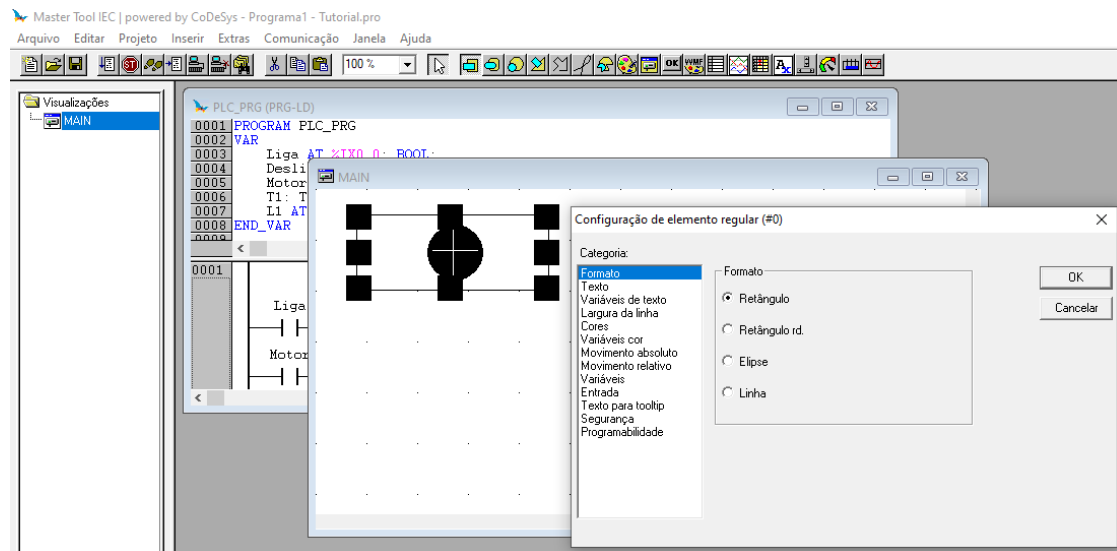 Master Tool IEC | powered by CoDeSys - Programa1 - Tutorial.pro
Arquivo Editar Projeto Inserir Extras Comunicação Janela Ajuda
100 %
Visualizações
MAIN
PLC_PRG (PRG-LD)
0001 PROGRAM PLC_PRG
0002 VAR
0003 Liga AT %IX0.0: BOOL;
0004 Desli
0005 Motor
0006 T1: T
0007 L1 AT
0008 END_VAR
0009
0001
Liga
Motor
MAIN
Configuração de elemento regular (#0)
Categoria:
Formato
Texto
Variáveis de texto
Largura da linha
Cores
Variáveis cor
Movimento absoluto
Movimento relativo
Variáveis
Entrada
Texto para tooltip
Segurança
Programabilidade
Formato
Retângulo
Retângulo rd.
Elipse
Linha
OK
Cancelar